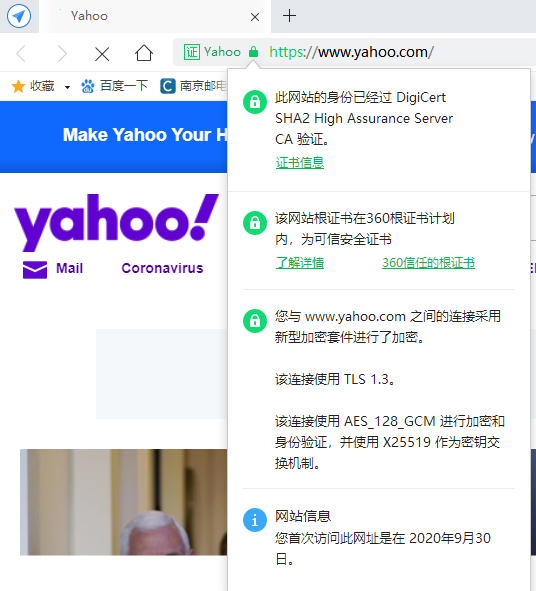 Yahoo
证 Yahoo https://www.yahoo.com/
收藏 百度一下 南京邮电
Make Yahoo Your H
yahoo!
Mail Coronavirus
此网站的身份已经过 DigiCert
SHA2 High Assurance Server
CA 验证。
证书信息
该网站根证书在360根证书计划
内，为可信安全证书
了解详情 360信任的根证书
您与 www.yahoo.com 之间的连接采用
新型加密套件进行了加密。
该连接使用 TLS 1.3。
该连接使用 AES_128_GCM 进行加密和
身份验证，并使用 X25519 作为密钥交
换机制。
网站信息
您首次访问此网址是在 2020年9月30
日。